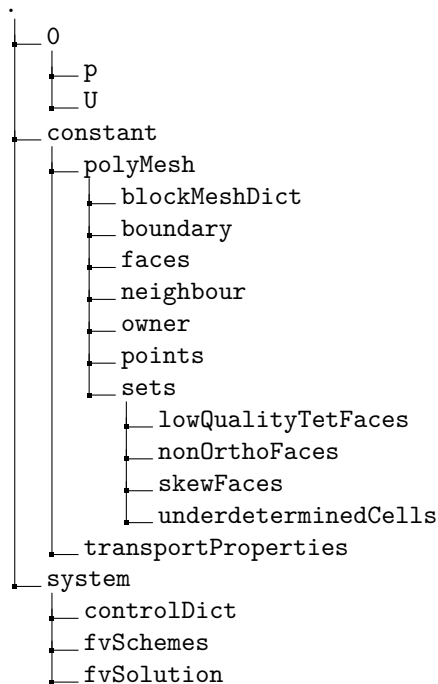 .
0
p
U
constant
polyMesh
blockMeshDict
boundary
faces
neighbour
owner
points
sets
lowQualityTetFaces
nonOrthoFaces
skewFaces
underdeterminedCells
transportProperties
system
controlDict
fvSchemes
fvSolution